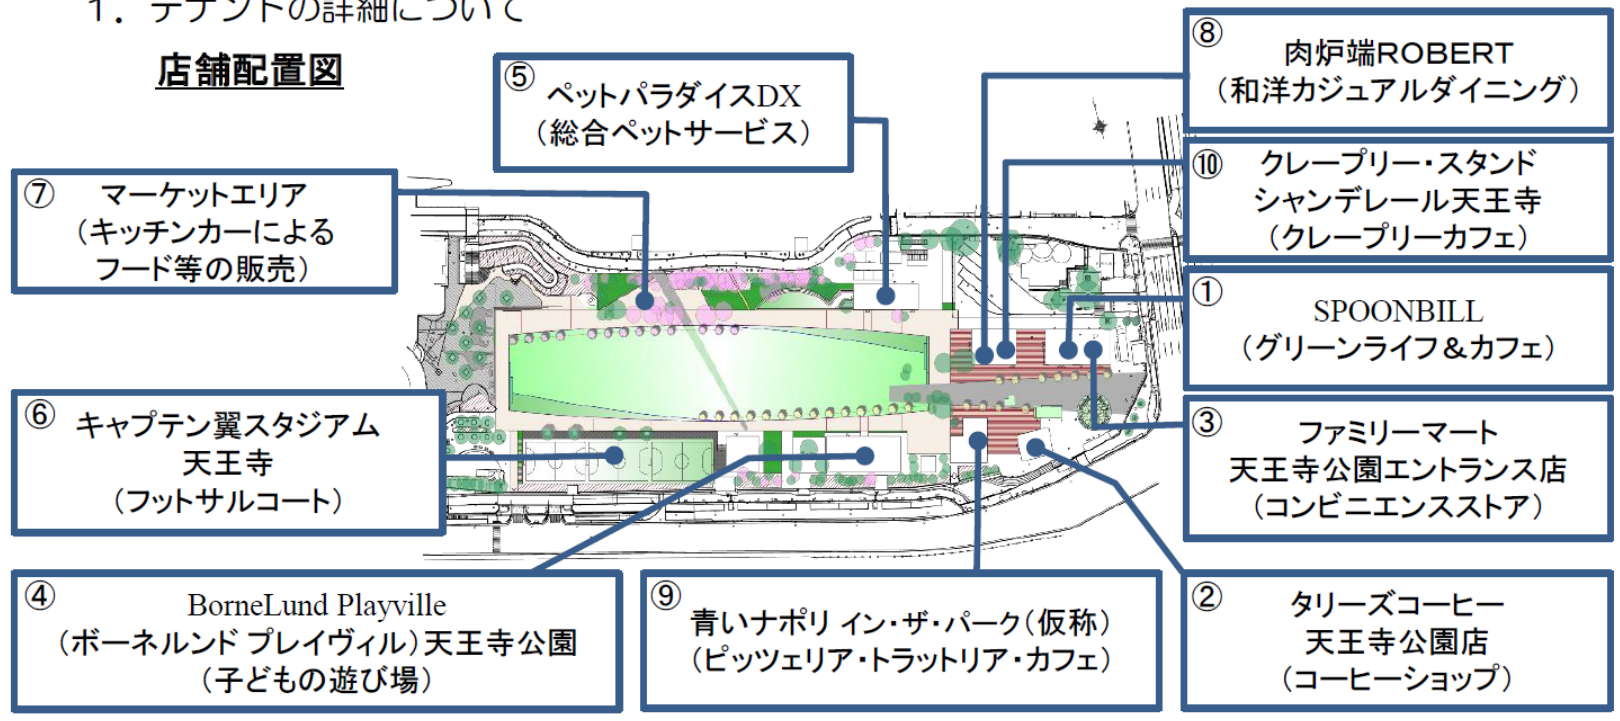 1．テナントの詳細について
店舗配置図
⑤
ペットパラダイスDX
（総合ペットサービス）
⑧
肉炉端ROBERT
（和洋カジュアルダイニング）
⑦
マーケットエリア
（キッチンカーによる
フード等の販売）
⑩
クレープリー・スタンド
シャンデレール天王寺
（クレープリーカフェ）
①
SPOONBILL
（グリーンライフ＆カフェ）
⑥
キャプテン翼スタジアム
天王寺
（フットサルコート）
③
ファミリーマート
天王寺公園エントランス店
（コンビニエンスストア）
④
BorneLund Playville
（ボーネルンド プレイヴィル）天王寺公園
（子どもの遊び場）
⑨
青いナポリ イン・ザ・パーク（仮称）
（ピッツェリア・トラットリア・カフェ）
②
タリーズコーヒー
天王寺公園店
（コーヒーショップ）